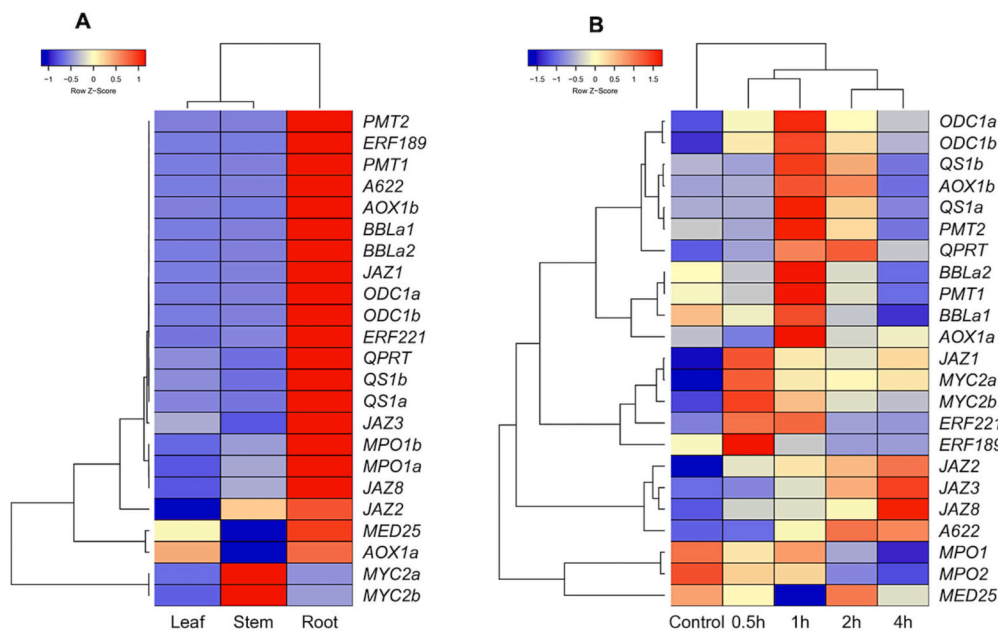 A
−1 −0.5 0 0.5 1
Row Z-Score
PMT2
ERF189
PMT1
A622
AOX1b
BBLa1
BBLa2
JAZ1
ODC1a
ODC1b
ERF221
QPRT
QS1b
QS1a
JAZ3
MPO1b
MPO1a
JAZ8
JAZ2
MED25
AOX1a
MYC2a
MYC2b
Leaf Stem Root
B
−1.5 −0.5 0 0.5 1.5
Row Z-Score
ODC1a
ODC1b
QS1b
AOX1b
QS1a
PMT2
QPRT
BBLa2
PMT1
BBLa1
AOX1a
JAZ1
MYC2a
MYC2b
ERF221
ERF189
JAZ2
JAZ3
JAZ8
A622
MPO1
MPO2
MED25
Control 0.5h 1h 2h 4h